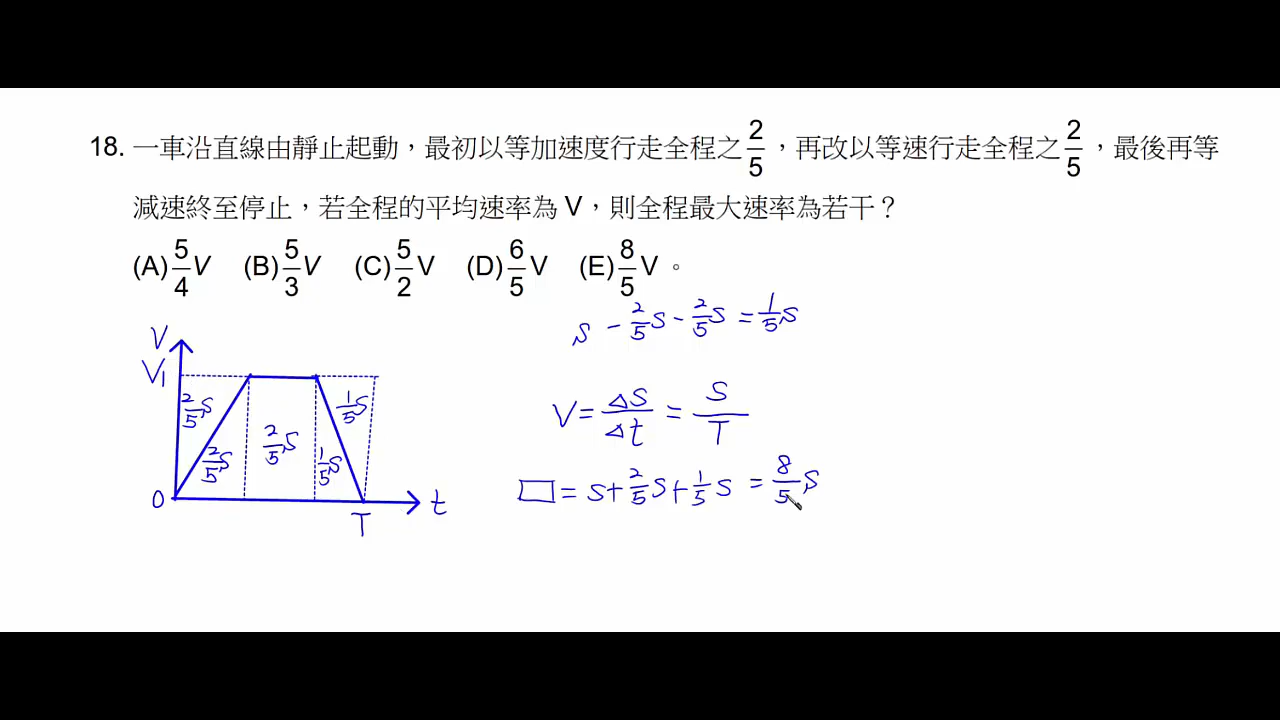 18. 一車沿直線由靜止起動，最初以等加速度行走全程之2/5，再改以等速行走全程之2/5，最後再等
減速終至停止，若全程的平均速率為 V，則全程最大速率為若干？
(A) 5/4 V (B) 5/3 V (C) 5/2 V (D) 6/5 V (E) 8/5 V 。
S - 2/5 S - 2/5 S = 1/5 S
V
V1
2/5 S
1/5 S
2/5 S
2/5 S
1/5 S
0
T
t
V = ΔS/Δt = S/T
□ = S + 2/5 S + 1/5 S = 8/5 S